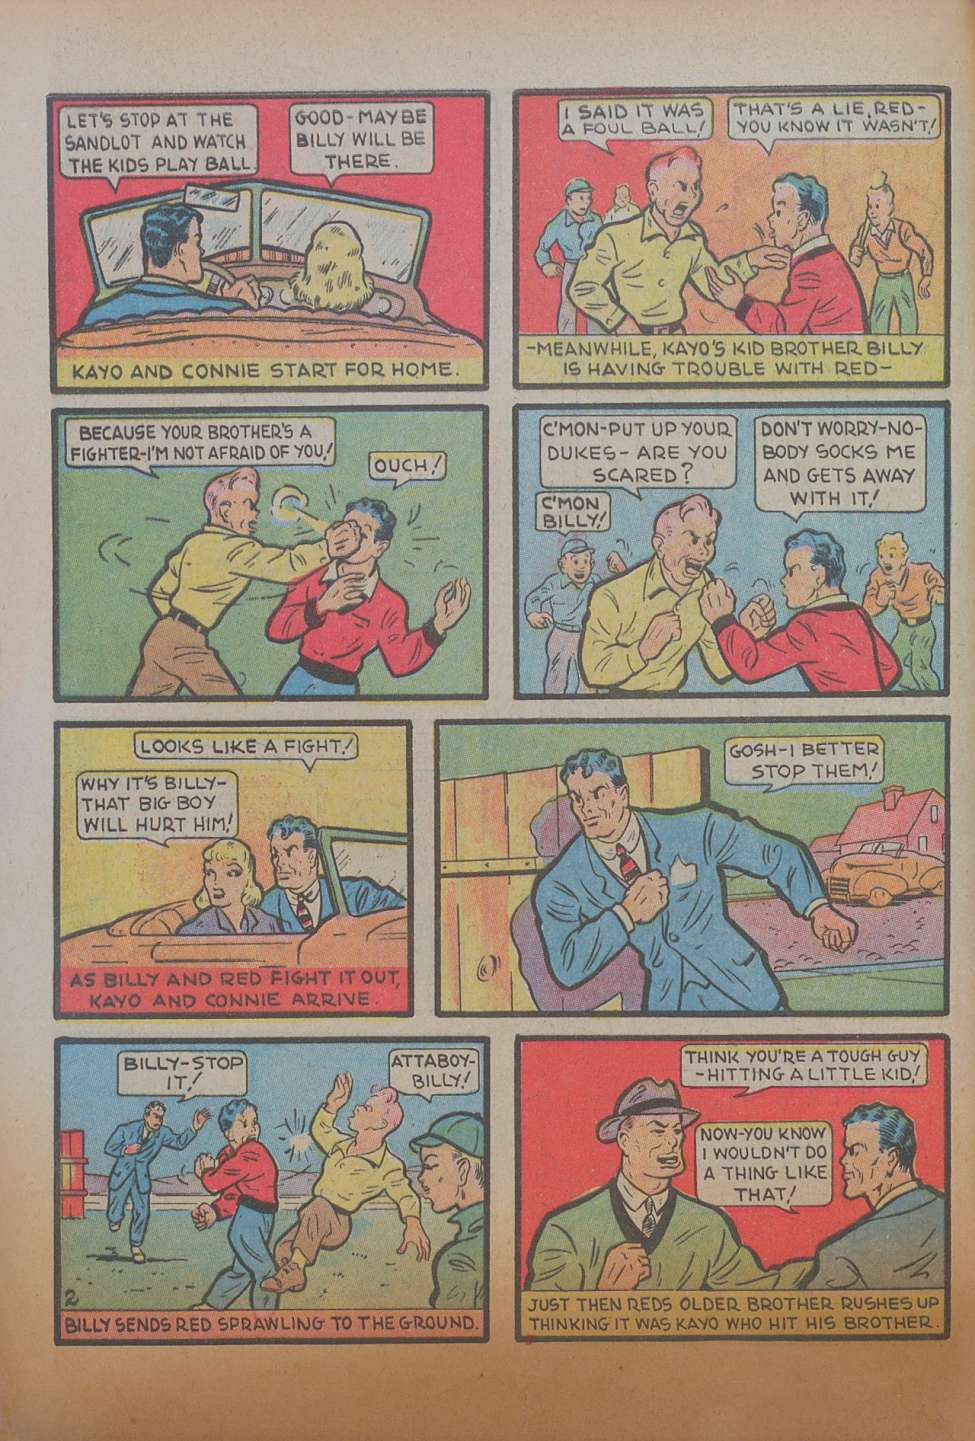 LET'S STOP AT THE
SANDLOT AND WATCH
THE KIDS PLAY BALL
GOOD-MAYBE
BILLY WILL BE
THERE.
KAYO AND CONNIE START FOR HOME.
I SAID IT WAS
A FOUL BALL!
THAT'S A LIE, RED-
YOU KNOW IT WASN'T!
-MEANWHILE, KAYO'S KID BROTHER BILLY
IS HAVING TROUBLE WITH RED-
BECAUSE YOUR BROTHER'S A
FIGHTER-I'M NOT AFRAID OF YOU!
OUCH!
C'MON-PUT UP YOUR
DUKES-ARE YOU
SCARED?
C'MON
BILLY!
DON'T WORRY-NO-
BODY SOCKS ME
AND GETS AWAY
WITH IT!
LOOKS LIKE A FIGHT!
WHY IT'S BILLY-
THAT BIG BOY
WILL HURT HIM!
AS BILLY AND RED FIGHT IT OUT,
KAYO AND CONNIE ARRIVE.
GOSH-I BETTER
STOP THEM!
BILLY-STOP
IT!
ATTABOY-
BILLY!
2
BILLY SENDS RED SPRAWLING TO THE GROUND.
THINK YOU'RE A TOUGH GUY
-HITTING A LITTLE KID!
NOW-YOU KNOW
I WOULDN'T DO
A THING LIKE
THAT!
JUST THEN REDS OLDER BROTHER RUSHES UP
THINKING IT WAS KAYO WHO HIT HIS BROTHER.